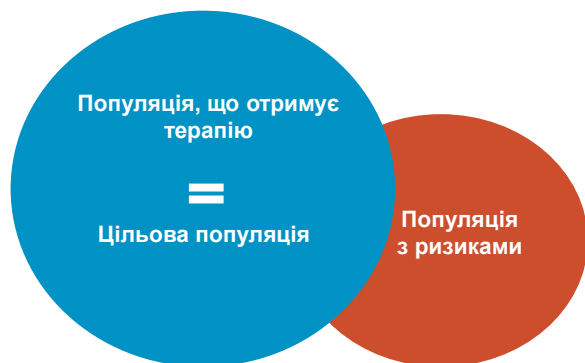 Популяція, що отримує
терапію
=
Цільова популяція
Популяція
з ризиками